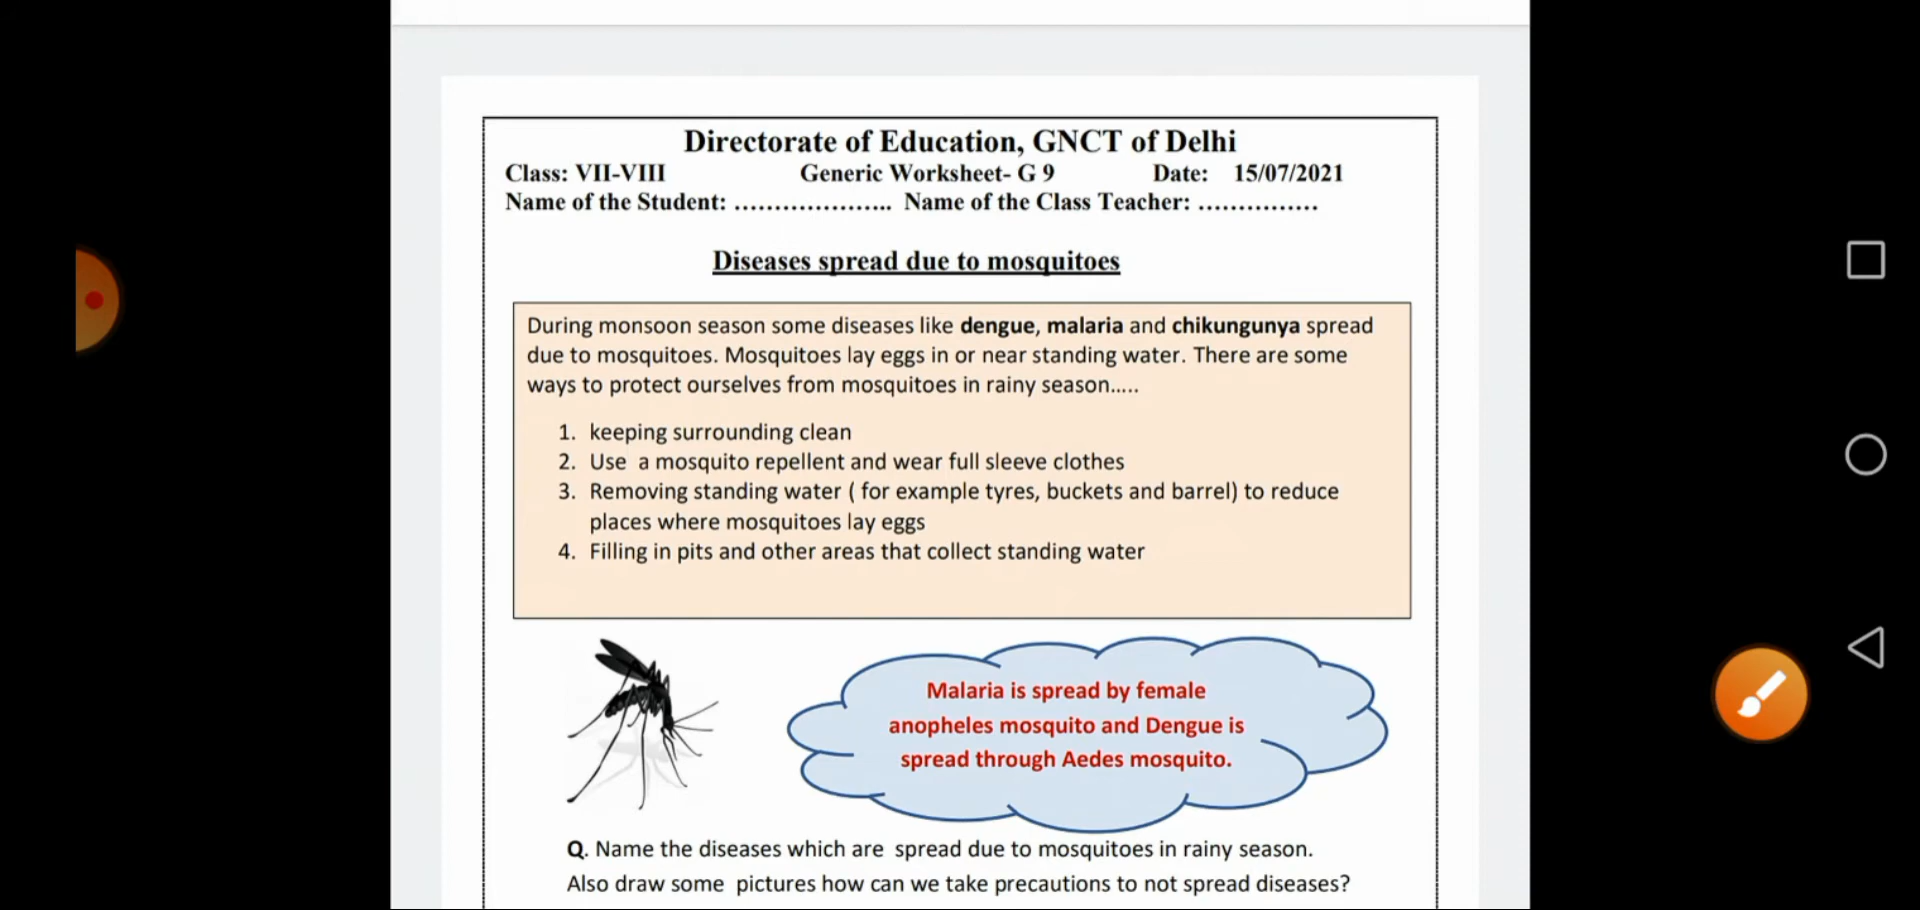 Directorate of Education, GNCT of Delhi
Class: VII-VIII Generic Worksheet- G 9 Date: 15/07/2021
Name of the Student: ………………... Name of the Class Teacher: ……………
Diseases spread due to mosquitoes
During monsoon season some diseases like dengue, malaria and chikungunya spread
due to mosquitoes. Mosquitoes lay eggs in or near standing water. There are some
ways to protect ourselves from mosquitoes in rainy season.....
1. keeping surrounding clean
2. Use a mosquito repellent and wear full sleeve clothes
3. Removing standing water ( for example tyres, buckets and barrel) to reduce
places where mosquitoes lay eggs
4. Filling in pits and other areas that collect standing water
Malaria is spread by female
anopheles mosquito and Dengue is
spread through Aedes mosquito.
Q. Name the diseases which are spread due to mosquitoes in rainy season.
Also draw some pictures how can we take precautions to not spread diseases?